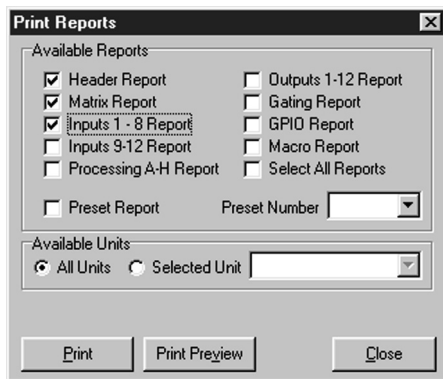 Print Reports
Available Reports
Header Report
Outputs 1-12 Report
Matrix Report
Gating Report
Inputs 1 - 8 Report
GPIO Report
Inputs 9-12 Report
Macro Report
Processing A-H Report
Select All Reports
Preset Report
Preset Number
Available Units
All Units
Selected Unit
Print
Print Preview
Close